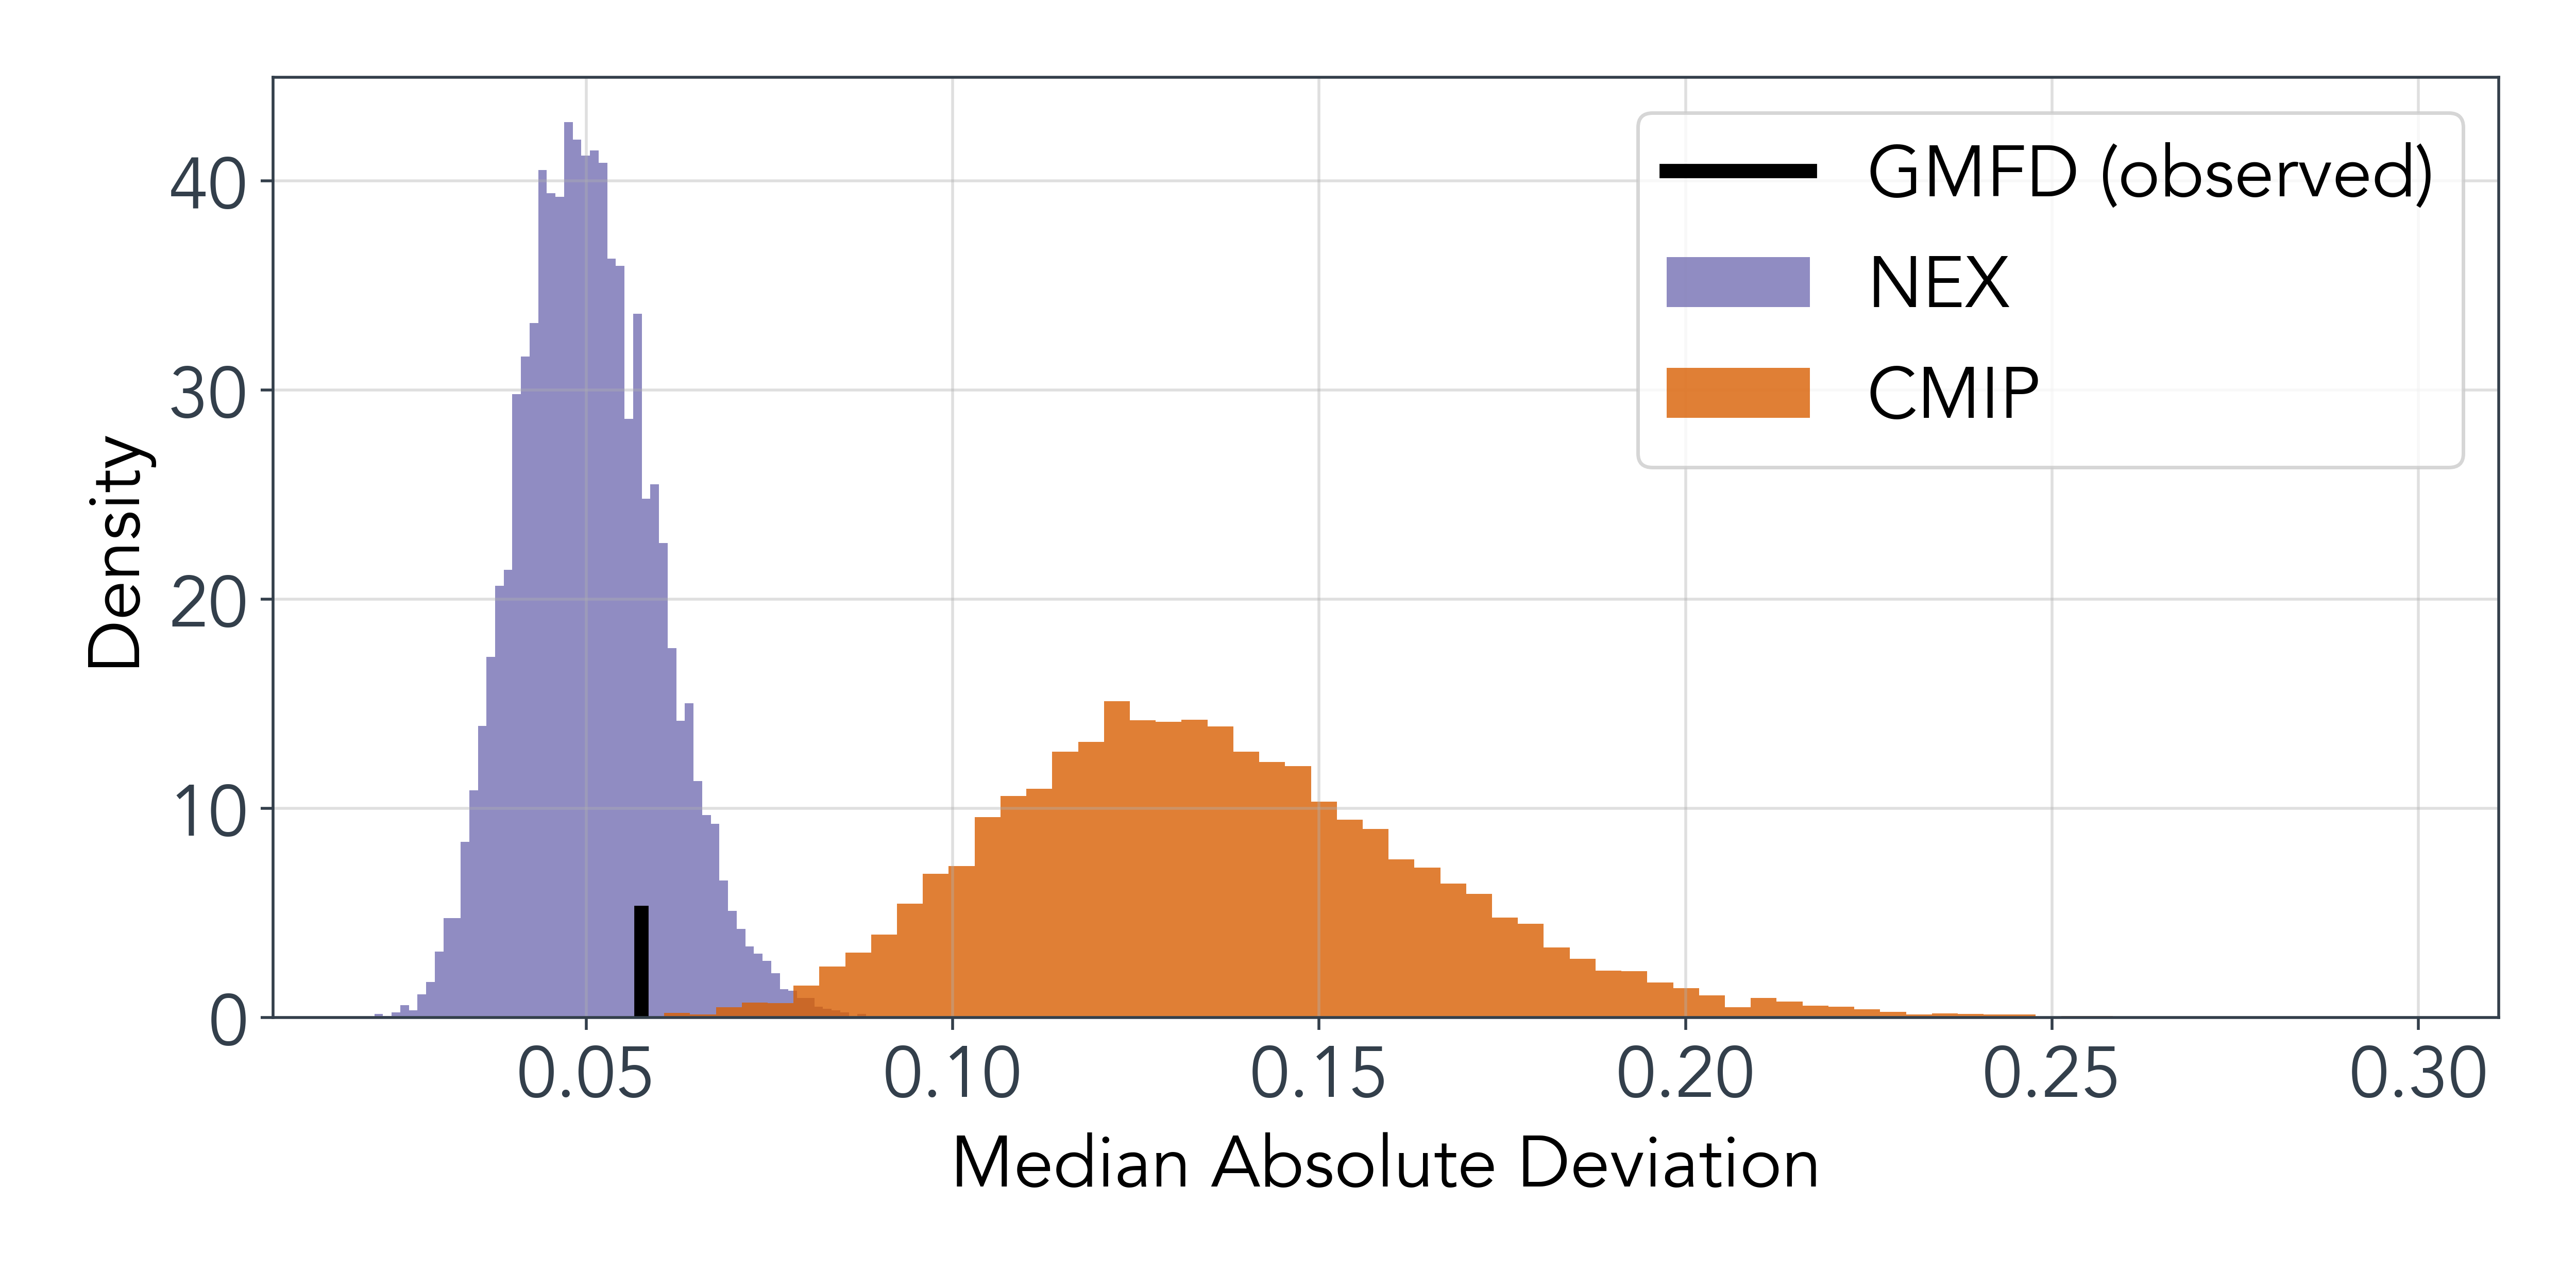 GMFD (observed)
NEX
CMIP
Density
40
30
20
10
0
0.05 0.10 0.15 0.20 0.25 0.30
Median Absolute Deviation